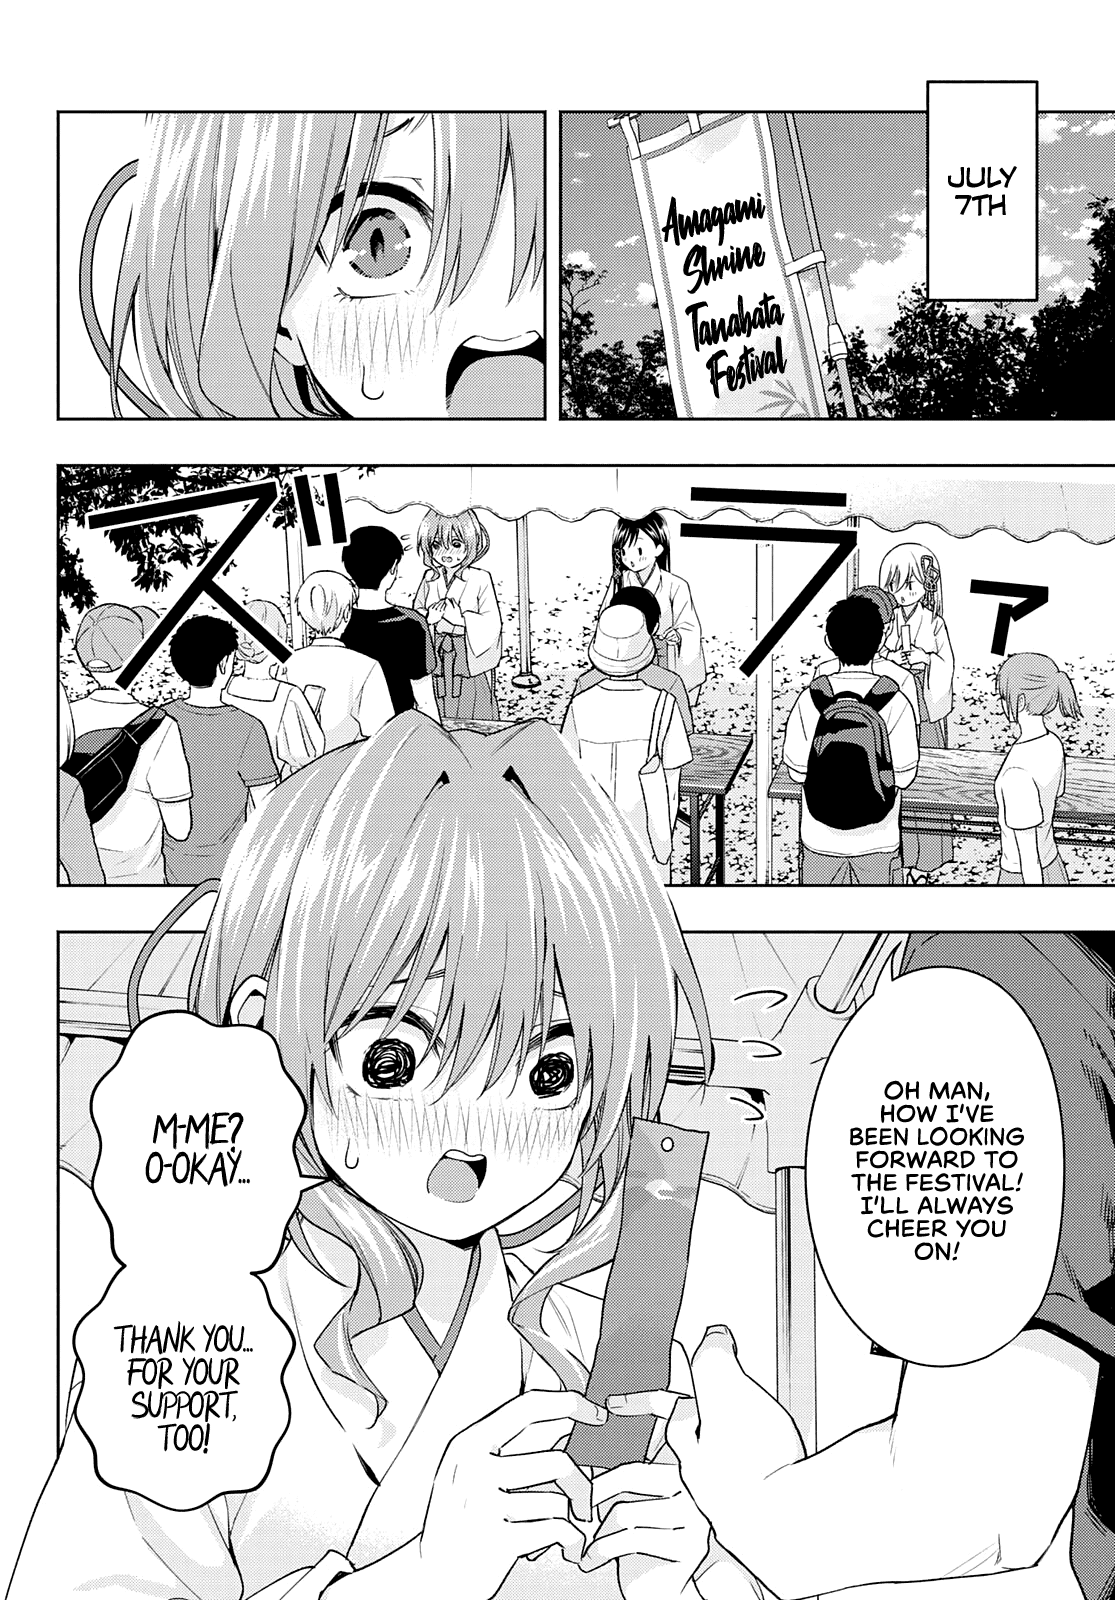 JULY
7TH
Amagami
Shrine
Tanabata
Festival
ズ
ラ
ァ
OH MAN,
HOW I'VE
BEEN LOOKING
FORWARD TO
THE FESTIVAL!
I'LL ALWAYS
CHEER YOU
ON!
M-ME?
O-OKAY...
THANK YOU...
FOR YOUR
SUPPORT,
TOO!